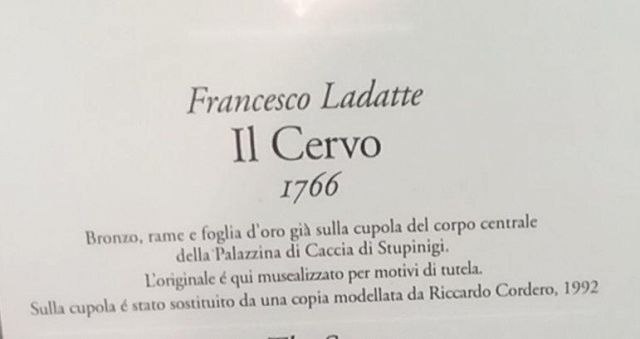 Francesco Ladatte
Il Cervo
1766
Bronzo, rame e foglia d'oro già sulla cupola del corpo centrale
della Palazzina di Caccia di Stupinigi.
L'originale é qui musealizzato per motivi di tutela.
Sulla cupola é stato sostituito da una copia modellata da Riccardo Cordero, 1992